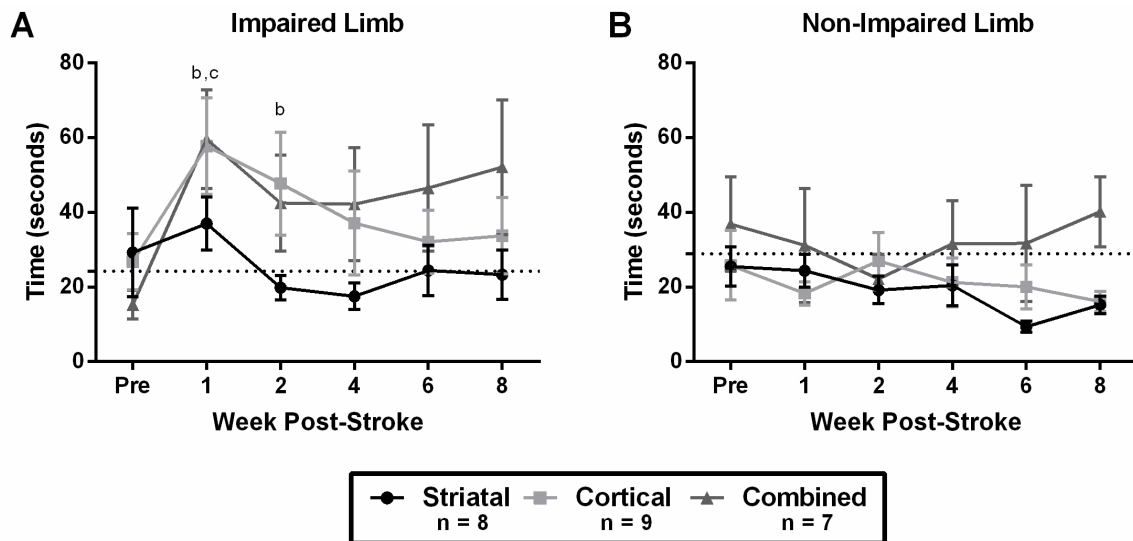 A
Impaired Limb
Time (seconds)
80
60
40
20
0
b,c
b
Pre 1 2 4 6 8
Week Post-Stroke
B
Non-Impaired Limb
Time (seconds)
80
60
40
20
0
Pre 1 2 4 6 8
Week Post-Stroke
Striatal Cortical Combined
n = 8 n = 9 n = 7